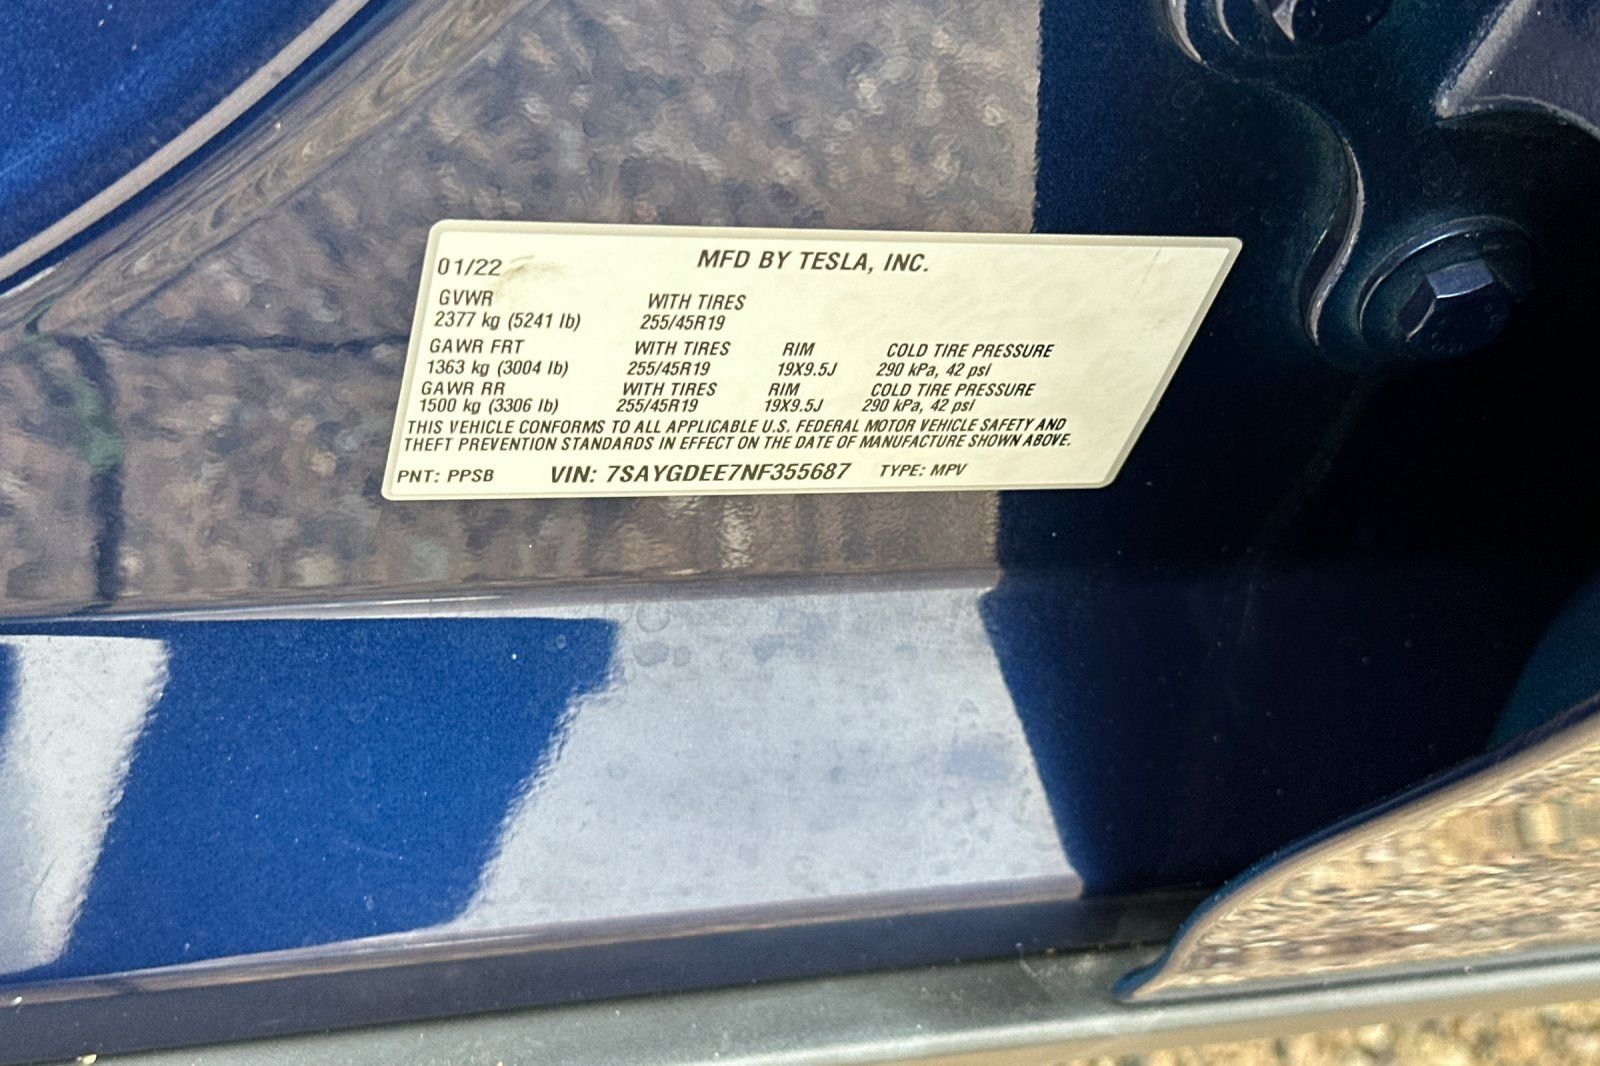 01/22 MFD BY TESLA, INC.
GVWR WITH TIRES
2377 kg (5241 lb) 255/45R19
GAWR FRT WITH TIRES RIM COLD TIRE PRESSURE
1363 kg (3004 lb) 255/45R19 19X9.5J 290 kPa, 42 psi
GAWR RR WITH TIRES RIM COLD TIRE PRESSURE
1500 kg (3306 lb) 255/45R19 19X9.5J 290 kPa, 42 psi
THIS VEHICLE CONFORMS TO ALL APPLICABLE U.S. FEDERAL MOTOR VEHICLE SAFETY AND
THEFT PREVENTION STANDARDS IN EFFECT ON THE DATE OF MANUFACTURE SHOWN ABOVE.
PNT: PPSB VIN: 7SAYGDEE7NF355687 TYPE: MPV